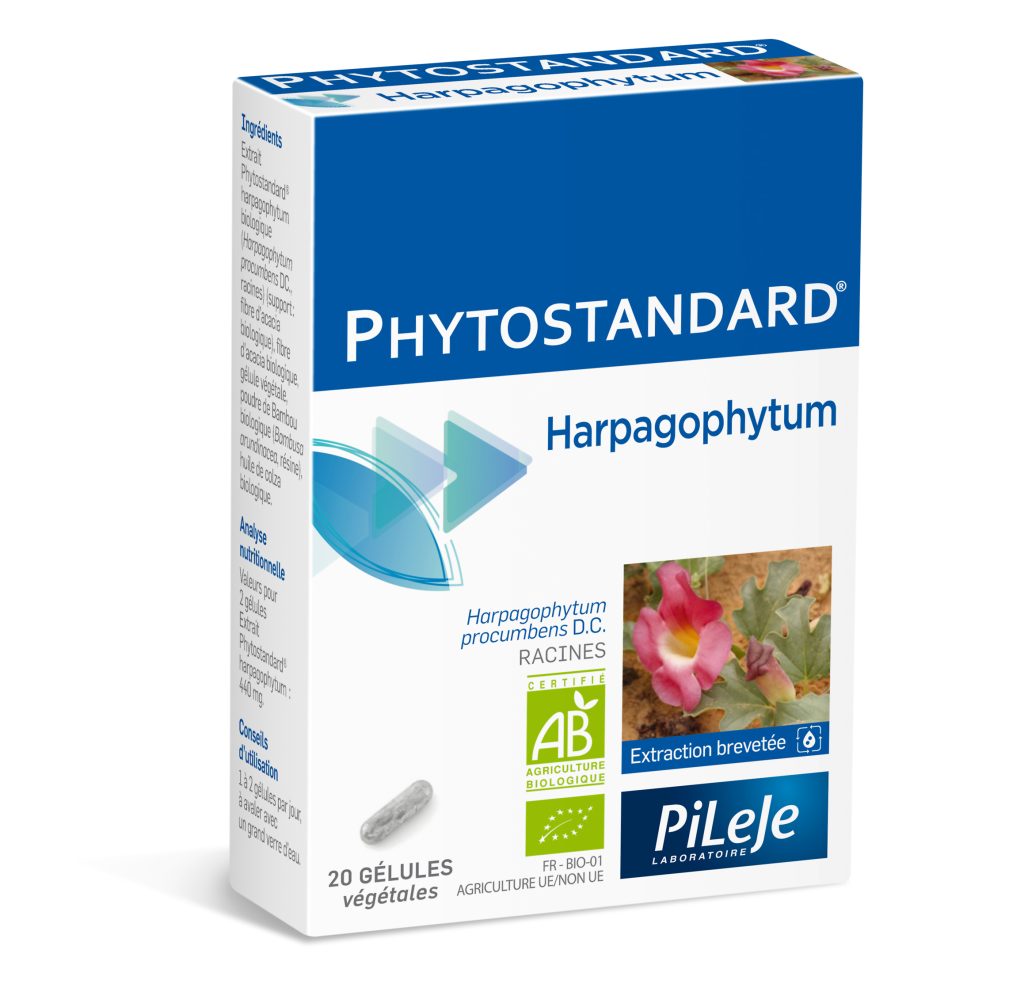 PHYTOSTANDARD®
Harpagophytum
Ingrédients
Extrait
Phytostandard®
harpagophytum
biologique
(Harpagophytum
procumbens DC.,
racines) (support :
fibre d'acacia
biologique), fibre
d'acacia biologique,
gélule végétale,
poudre de Bambou
biologique (Bambusa
arundinacea, résine),
huile de colza
biologique.
Analyse
nutritionnelle
Valeurs pour
2 gélules
Extrait
Phytostandard®
harpagophytum :
440 mg.
Conseils
d'utilisation
1 à 2 gélules par jour,
à avaler avec
un grand verre d'eau.
PHYTOSTANDARD®
Harpagophytum
Harpagophytum
procumbens D.C.
RACINES
CERTIFIÉ
AB
AGRICULTURE
BIOLOGIQUE
Extraction brevetée
PiLeJe
LABORATOIRE
20 GÉLULES
végétales
FR - BIO-01
AGRICULTURE UE/NON UE